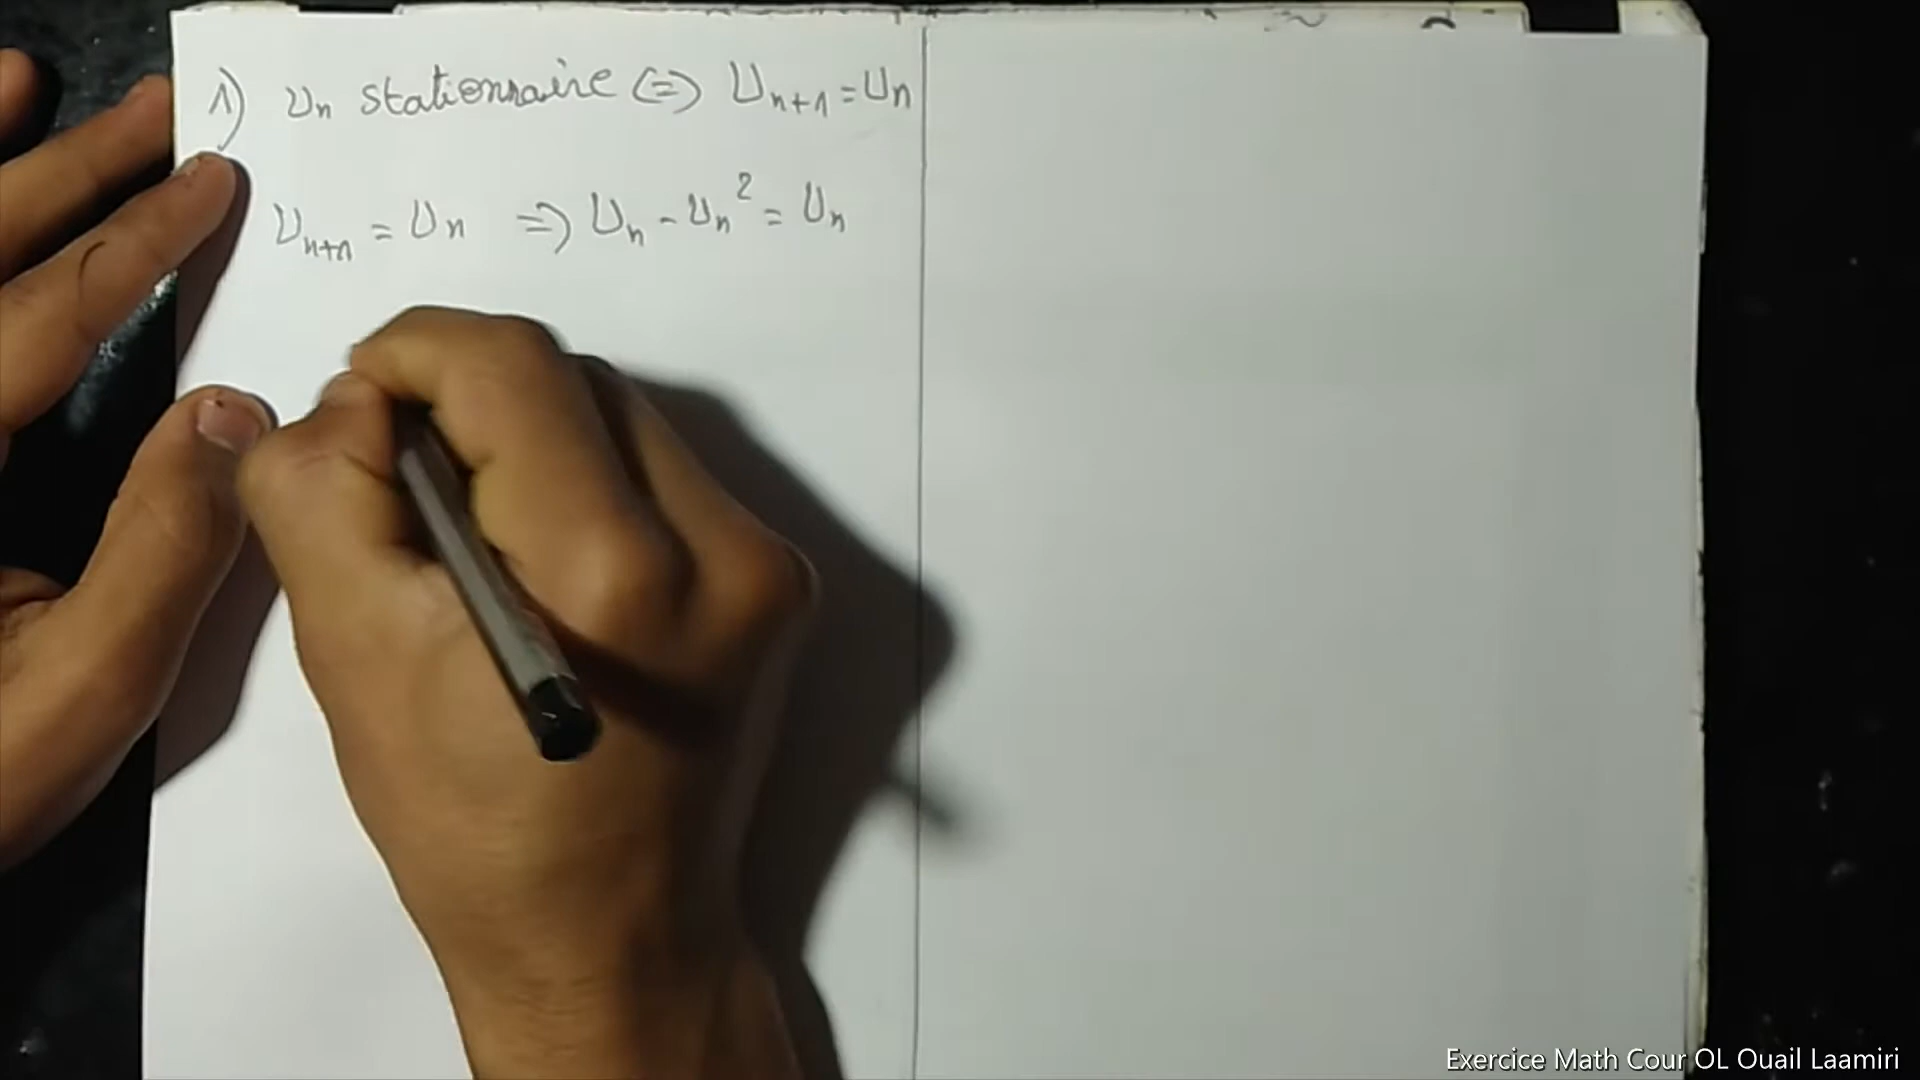 1) Un stationnaire <=> Un+1 = Un
Un+1 = Un => Un - Un² = Un
Exercice Math Cour OL Ouail Laamiri